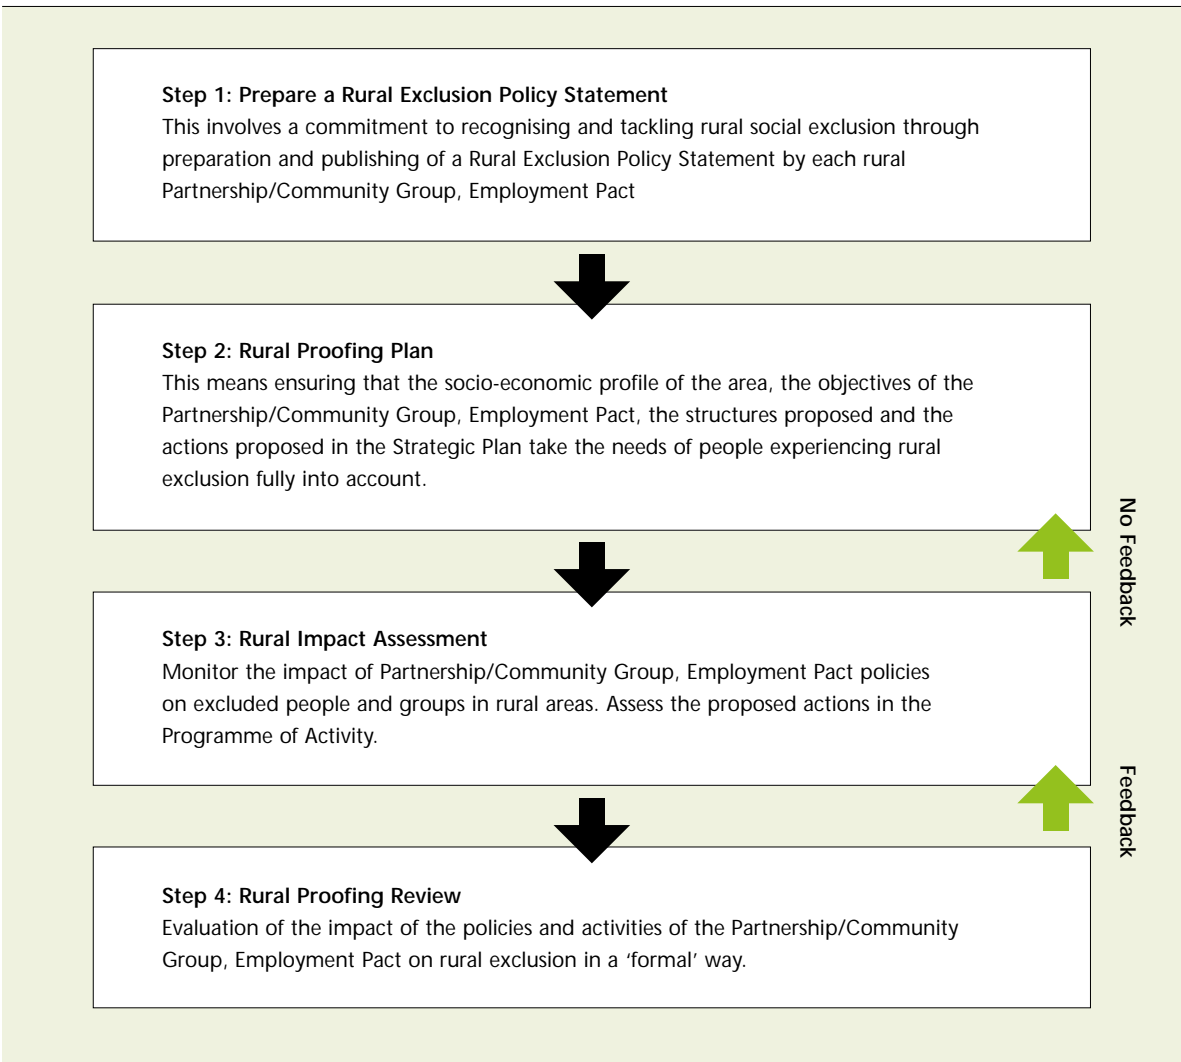 Step 1: Prepare a Rural Exclusion Policy Statement
This involves a commitment to recognising and tackling rural social exclusion through
preparation and publishing of a Rural Exclusion Policy Statement by each rural
Partnership/Community Group, Employment Pact
Step 2: Rural Proofing Plan
This means ensuring that the socio-economic profile of the area, the objectives of the
Partnership/Community Group, Employment Pact, the structures proposed and the
actions proposed in the Strategic Plan take the needs of people experiencing rural
exclusion fully into account.
No Feedback
Step 3: Rural Impact Assessment
Monitor the impact of Partnership/Community Group, Employment Pact policies
on excluded people and groups in rural areas. Assess the proposed actions in the
Programme of Activity.
Feedback
Step 4: Rural Proofing Review
Evaluation of the impact of the policies and activities of the Partnership/Community
Group, Employment Pact on rural exclusion in a ‘formal’ way.